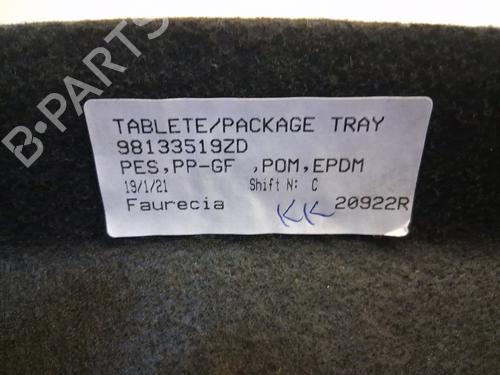 TABLETE/PACKAGE TRAY
98133519ZD
PES,PP-GF ,POM,EPDM
19/1/21 Shift N: C
Faurecia KK 20922R
B-Parts